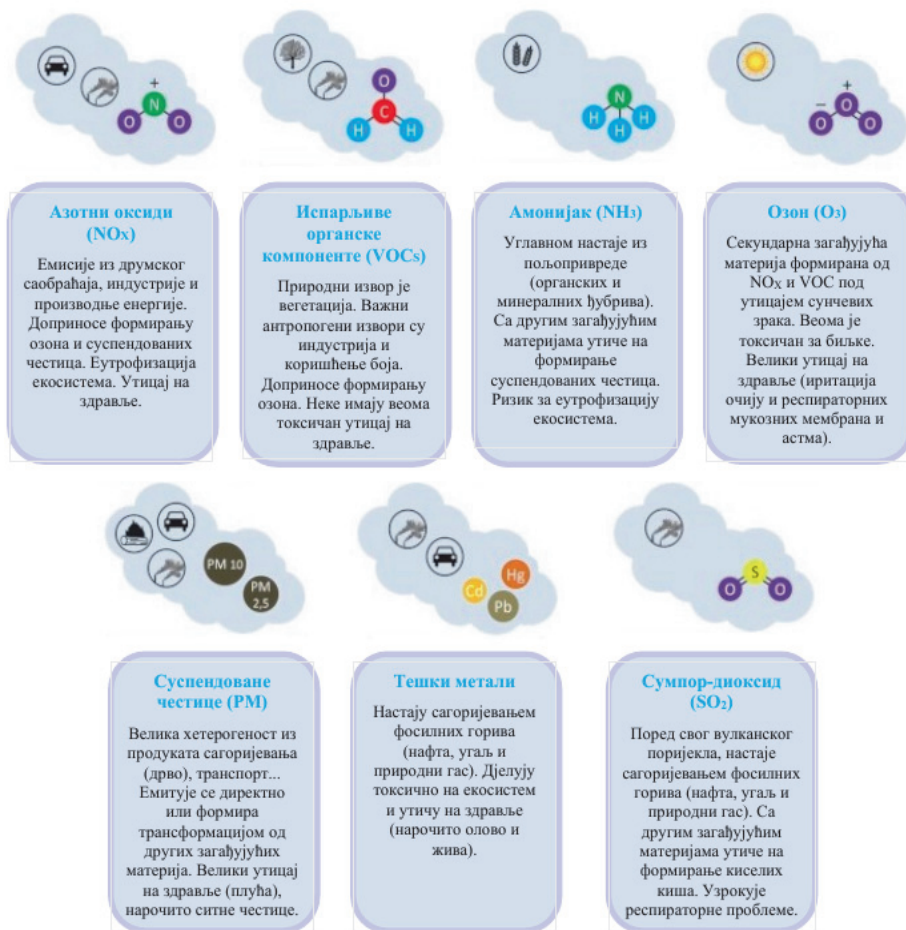 +
N
O
O
O
C
H
H
N
H
H
H
+
−
O
O
O
Азотни оксиди
(NOx)
Емисије из друмског
саобраћаја, индустрије и
производње енергије.
Доприносе формирању
озона и суспендованих
честица. Еутрофизација
екосистема. Утицај на
здравље.
Испарљиве
органске
компоненте (VOCs)
Природни извор је
вегетација. Важни
антропогени извори су
индустрија и
коришћење боја.
Доприносе формирању
озона. Неке имају веома
токсичан утицај на
здравље.
Амонијак (NH3)
Углавном настаје из
пољопривреде
(органских и
минералних ђубрива).
Са другим загађујућим
материјама утиче на
формирање
суспендованих честица.
Ризик за еутрофизацију
екосистема.
Озон (O3)
Секундарна загађујућа
материја формирана од
NOx и VOC под
утицајем сунчевих
зрака. Веома је
токсичан за биљке.
Велики утицај на
здравље (иритација
очију и респираторних
мукозних мембрана и
астма).
PM 10
PM
2,5
Cd
Hg
Pb
S
O
O
Суспендоване
честице (PM)
Велика хетерогеност из
продуката сагоријевања
(дрво), транспорт...
Емитује се директно
или формира
трансформацијом од
других загађујућих
материја. Велики утицај
на здравље (плућа),
нарочито ситне честице.
Тешки метали
Настају сагоријевањем
фосилних горива
(нафта, угаљ и
природни гас). Дјелују
токсично на екосистем
и утичу на здравље
(нарочито олово и
жива).
Сумпор-диоксид
(SO2)
Поред свог вулканског
поријекла, настаје
сагоријевањем фосилних
горива (нафта, угаљ и
природни гас). Са
другим загађујућим
материјама утиче на
формирање киселих
киша. Узрокује
респираторне проблеме.